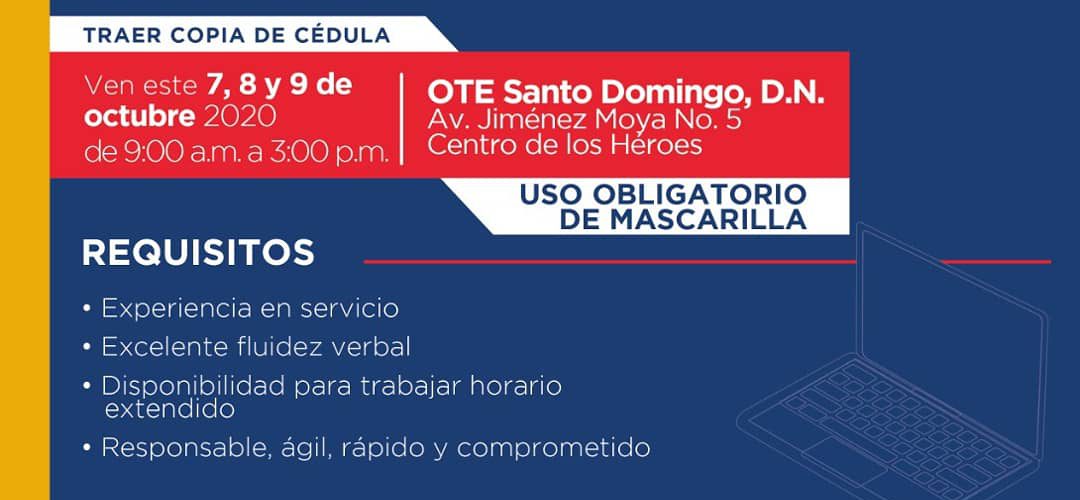 TRAER COPIA DE CÉDULA
Ven este 7, 8 y 9 de
octubre 2020
de 9:00 a.m. a 3:00 p.m.
OTE Santo Domingo, D.N.
Av. Jiménez Moya No. 5
Centro de los Héroes
USO OBLIGATORIO
DE MASCARILLA
REQUISITOS
• Experiencia en servicio
• Excelente fluidez verbal
• Disponibilidad para trabajar horario
extendido
• Responsable, ágil, rápido y comprometido